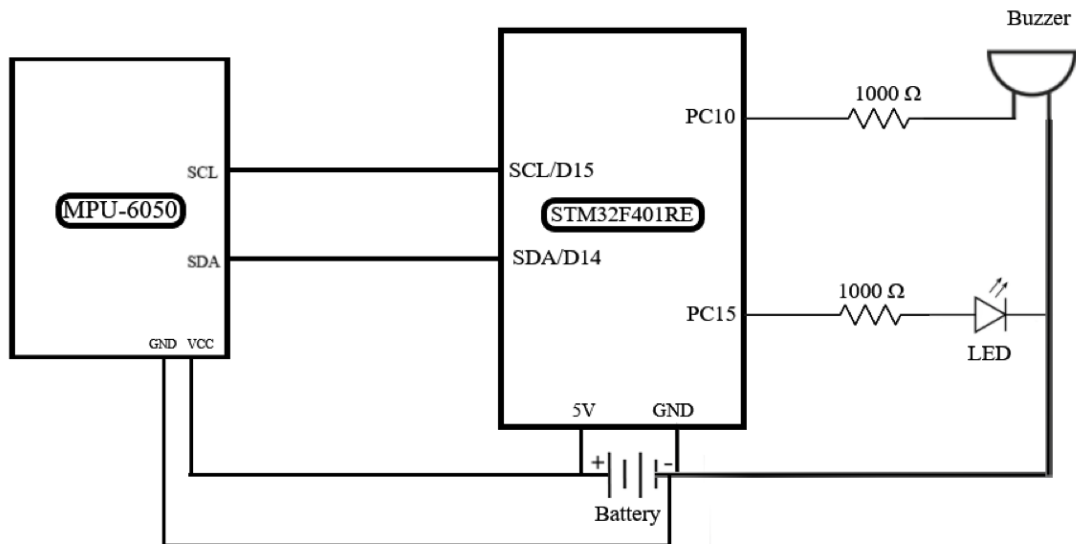 Buzzer
1000 Ω
PC10
SCL
SCL/D15
MPU-6050
STM32F401RE
SDA
SDA/D14
1000 Ω
PC15
GND VCC
LED
5V GND
+ -
Battery